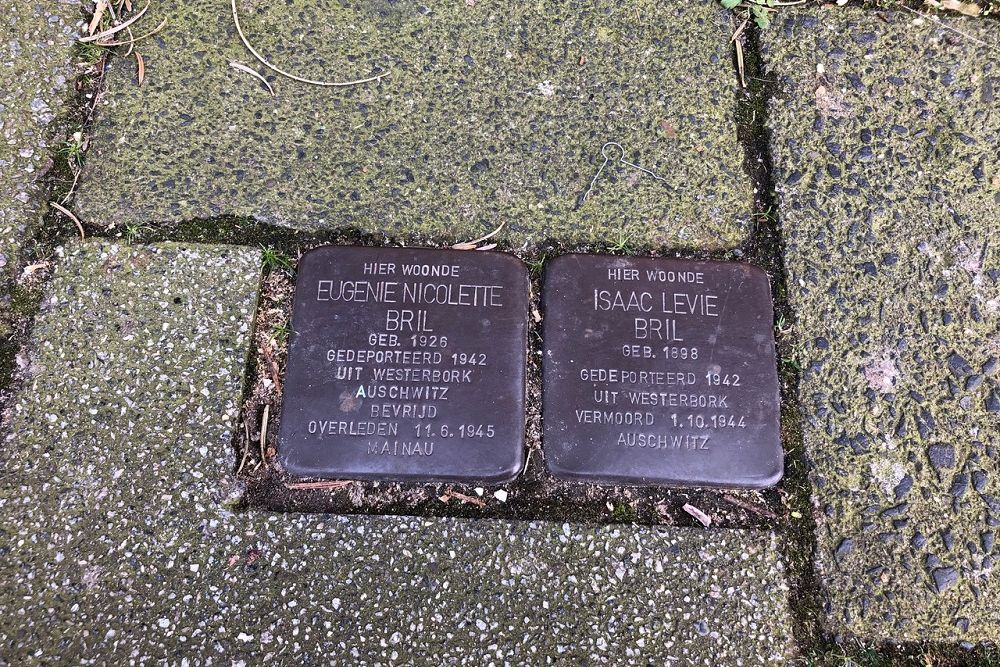 HIER WOONDE
EUGENIE NICOLETTE
BRIL
GEB. 1926
GEDEPORTEERD 1942
UIT WESTERBORK
AUSCHWITZ
BEVRIJD
OVERLEDEN 11.6.1945
MAINAU
HIER WOONDE
ISAAC LEVIE
BRIL
GEB. 1898
GEDEPORTEERD 1942
UIT WESTERBORK
VERMOORD 1.10.1944
AUSCHWITZ